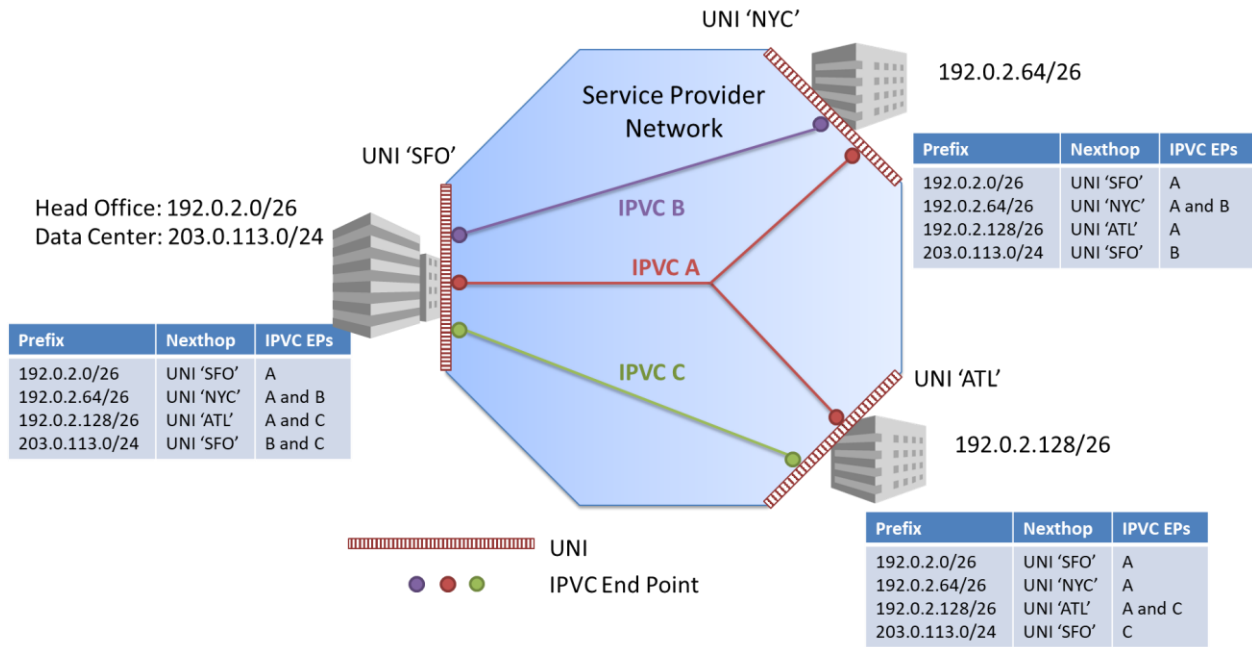 UNI ‘NYC’
192.0.2.64/26
Service Provider
Network
Prefix Nexthop IPVC EPs
192.0.2.0/26 UNI ‘SFO’ A
192.0.2.64/26 UNI ‘NYC’ A and B
192.0.2.128/26 UNI ‘ATL’ A
203.0.113.0/24 UNI ‘SFO’ B
UNI ‘SFO’
Head Office: 192.0.2.0/26
Data Center: 203.0.113.0/24
IPVC B
IPVC A
Prefix Nexthop IPVC EPs
192.0.2.0/26 UNI ‘SFO’ A
192.0.2.64/26 UNI ‘NYC’ A and B
192.0.2.128/26 UNI ‘ATL’ A and C
203.0.113.0/24 UNI ‘SFO’ B and C
IPVC C
UNI ‘ATL’
192.0.2.128/26
Prefix Nexthop IPVC EPs
192.0.2.0/26 UNI ‘SFO’ A
192.0.2.64/26 UNI ‘NYC’ A
192.0.2.128/26 UNI ‘ATL’ A and C
203.0.113.0/24 UNI ‘SFO’ C
UNI
IPVC End Point